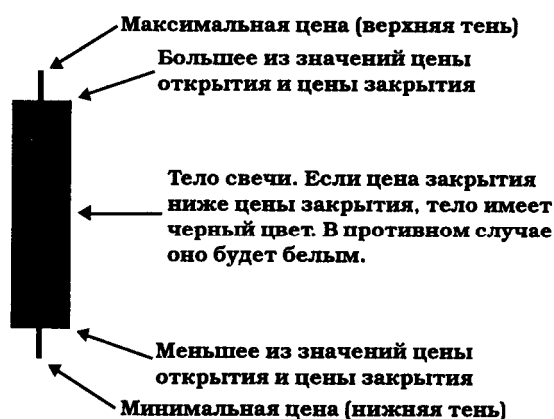 Максимальная цена (верхняя тень)
Большее из значений цены
открытия и цены закрытия
Тело свечи. Если цена закрытия
ниже цены закрытия, тело имеет
черный цвет. В противном случае
оно будет белым.
Меньшее из значений цены
открытия и цены закрытия
Минимальная цена (нижняя тень)